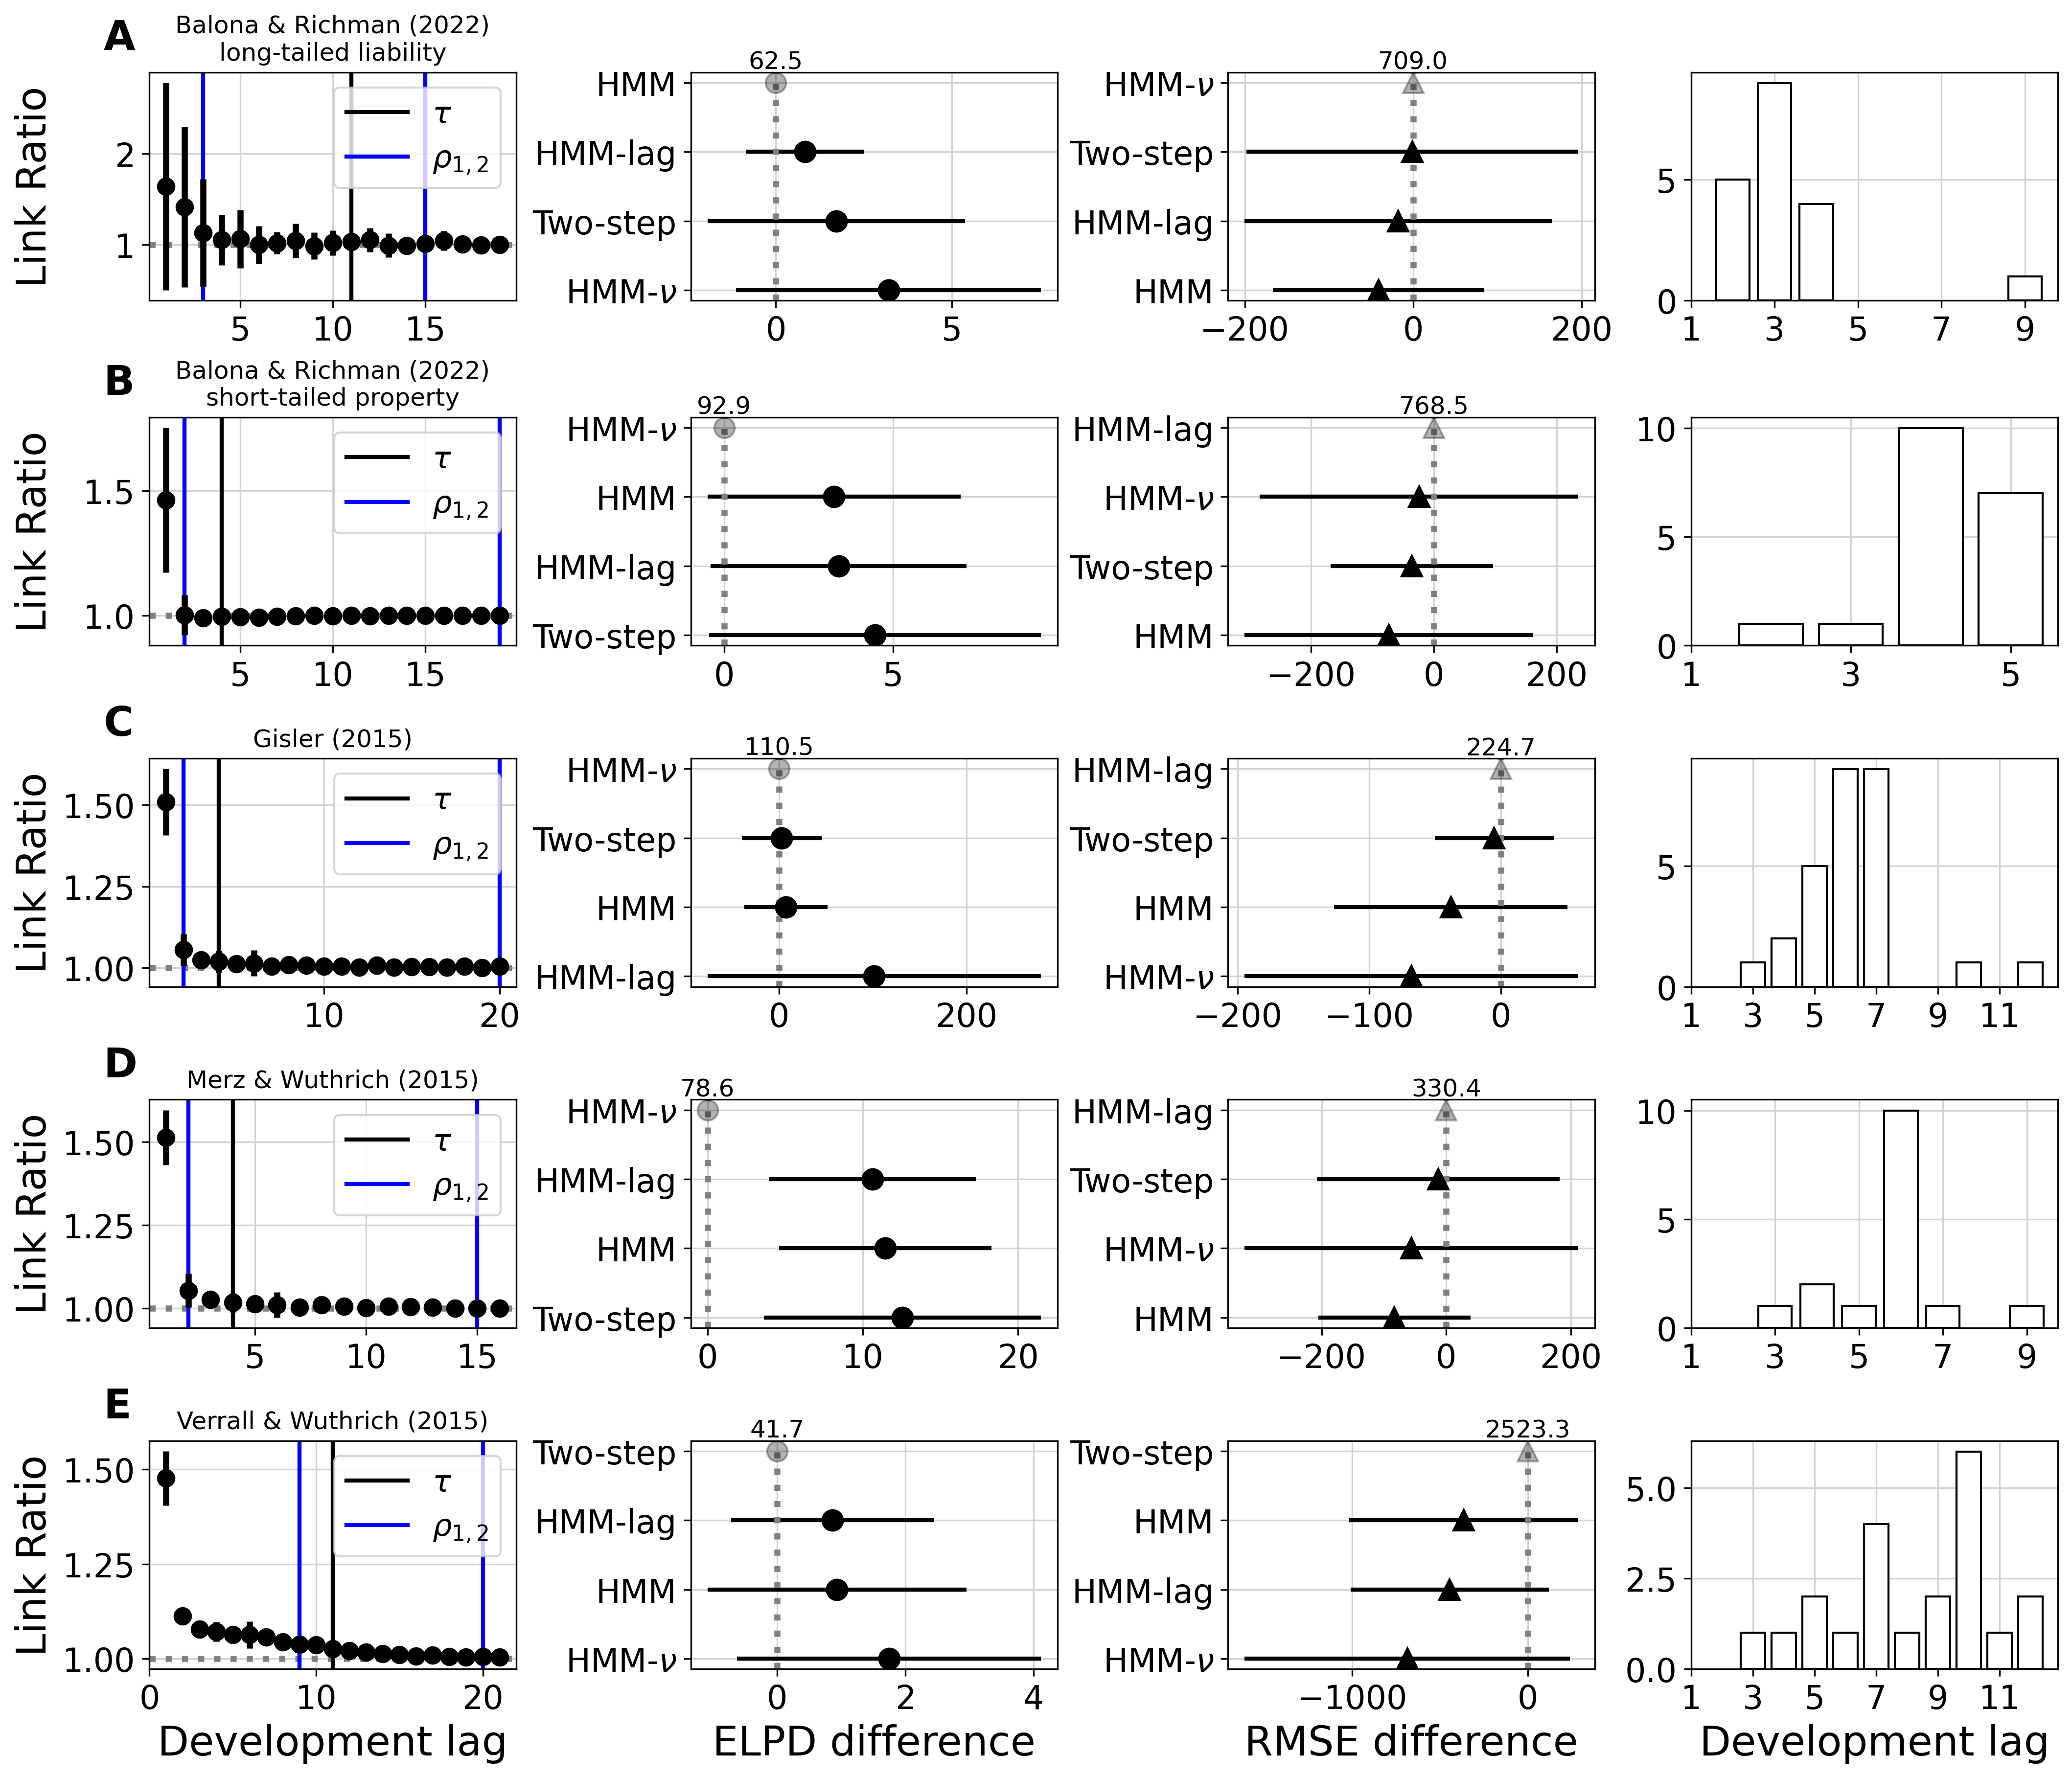 A
Balona & Richman (2022)
long-tailed liability
Link Ratio
2
1
5 10 15
τ
ρ1, 2
62.5
HMM
HMM-lag
Two-step
HMM-ν
0 5
709.0
HMM-ν
Two-step
HMM-lag
HMM
−200 0 200
5
0
1 3 5 7 9
B
Balona & Richman (2022)
short-tailed property
Link Ratio
1.5
1.0
5 10 15
τ
ρ1, 2
92.9
HMM-ν
HMM
HMM-lag
Two-step
0 5
768.5
HMM-lag
HMM-ν
Two-step
HMM
−200 0 200
10
5
0
1 3 5
C
Gisler (2015)
Link Ratio
1.50
1.25
1.00
10 20
τ
ρ1, 2
110.5
HMM-ν
Two-step
HMM
HMM-lag
0 200
224.7
HMM-lag
Two-step
HMM
HMM-ν
−200 −100 0
5
0
1 3 5 7 9 11
D
Merz & Wuthrich (2015)
Link Ratio
1.50
1.25
1.00
5 10 15
τ
ρ1, 2
78.6
HMM-ν
HMM-lag
HMM
Two-step
0 10 20
330.4
HMM-lag
Two-step
HMM-ν
HMM
−200 0 200
10
5
0
1 3 5 7 9
E
Verrall & Wuthrich (2015)
Link Ratio
1.50
1.25
1.00
0 10 20
Development lag
τ
ρ1, 2
41.7
Two-step
HMM-lag
HMM
HMM-ν
0 2 4
ELPD difference
2523.3
Two-step
HMM
HMM-lag
HMM-ν
−1000 0
RMSE difference
5.0
2.5
0.0
1 3 5 7 9 11
Development lag